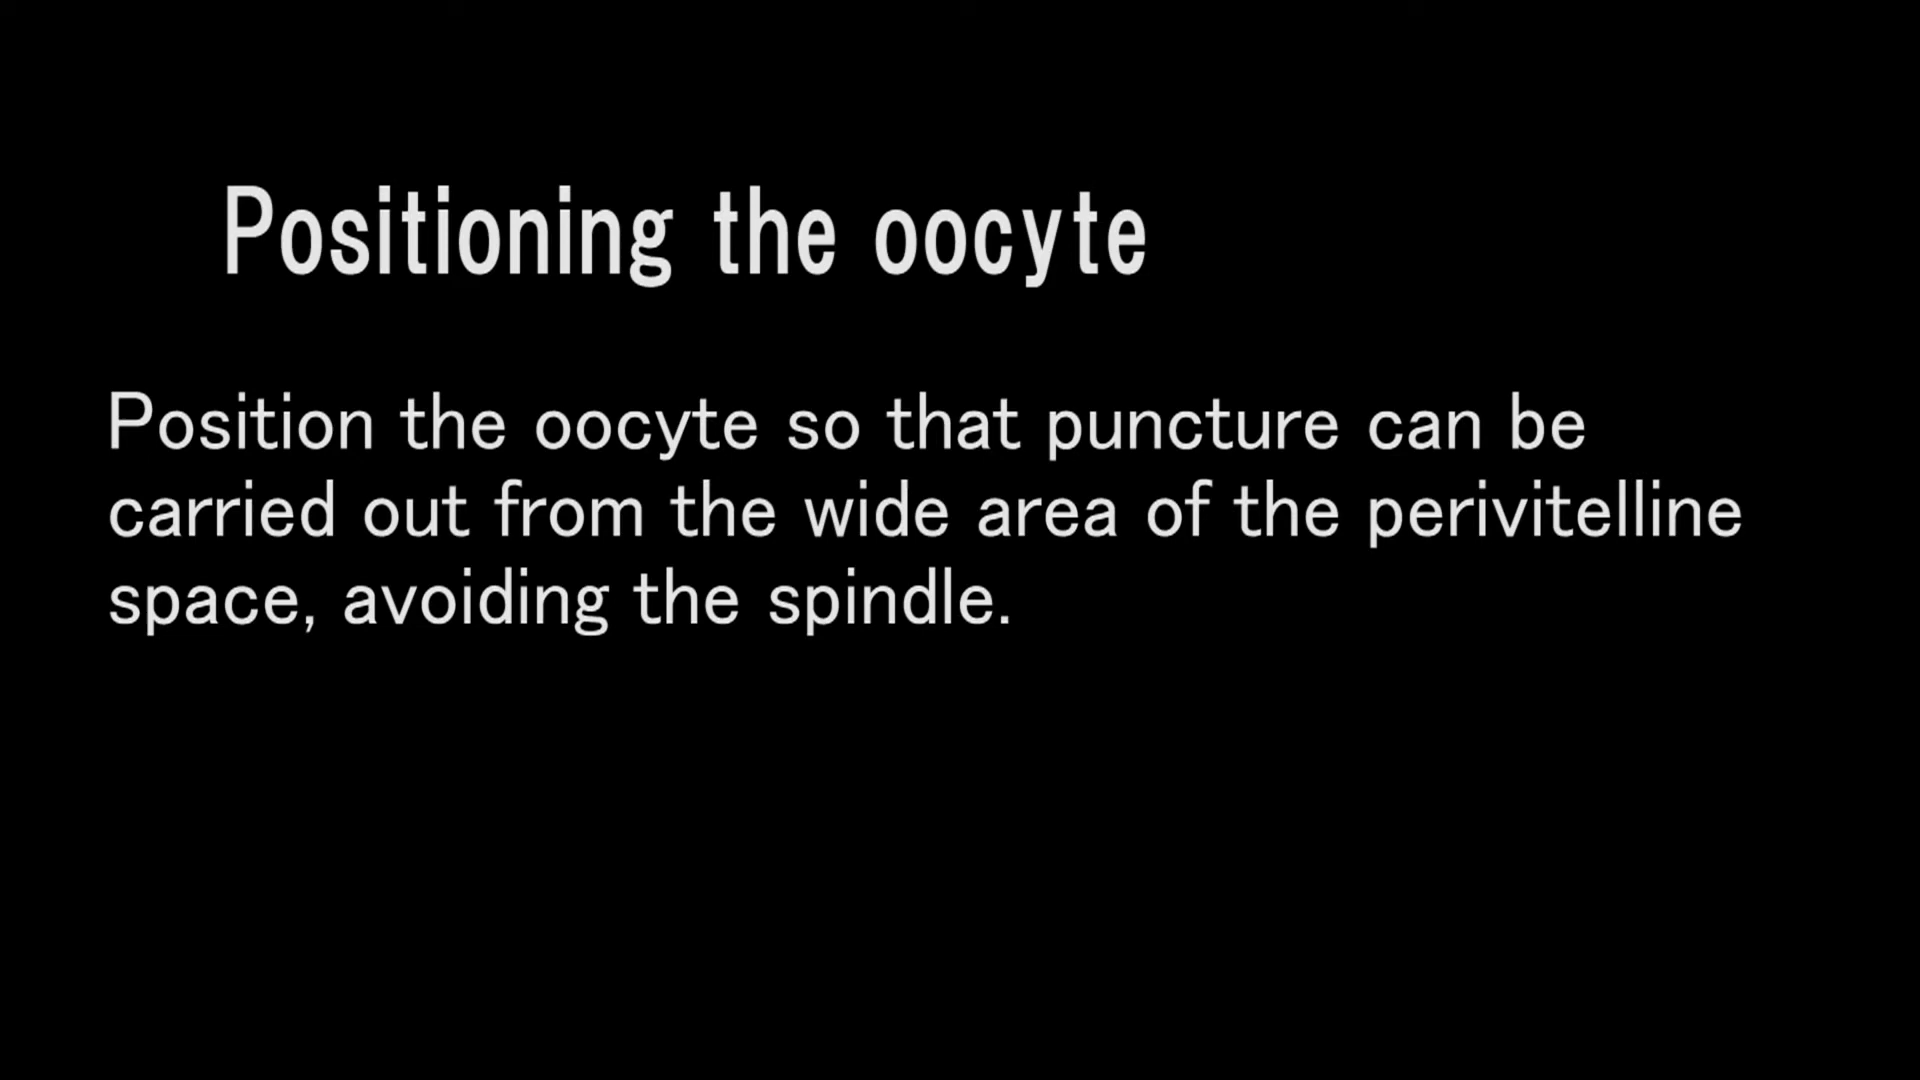 Positioning the oocyte
Position the oocyte so that puncture can be
carried out from the wide area of the perivitelline
space, avoiding the spindle.